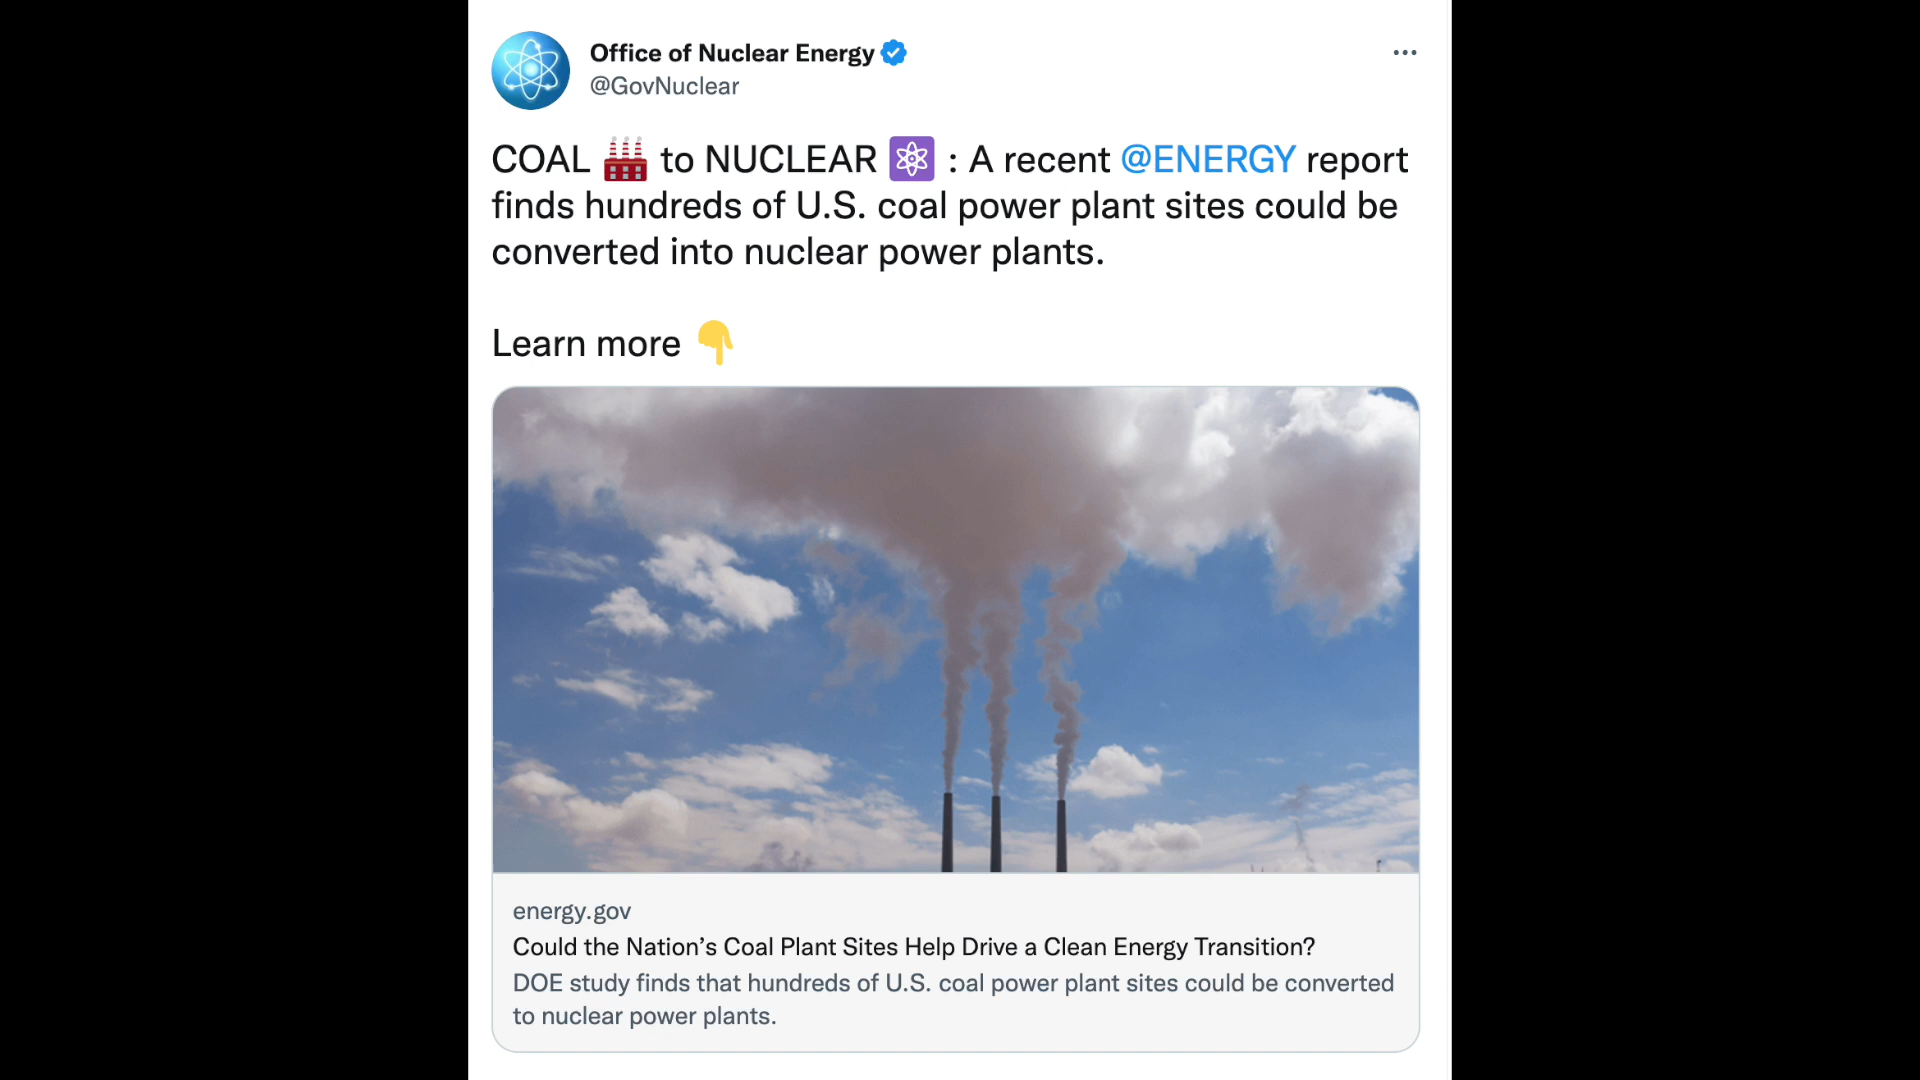 Office of Nuclear Energy
@GovNuclear
COAL 🏭 to NUCLEAR ⚛️ : A recent @ENERGY report
finds hundreds of U.S. coal power plant sites could be
converted into nuclear power plants.
Learn more 👇
energy.gov
Could the Nation’s Coal Plant Sites Help Drive a Clean Energy Transition?
DOE study finds that hundreds of U.S. coal power plant sites could be converted
to nuclear power plants.